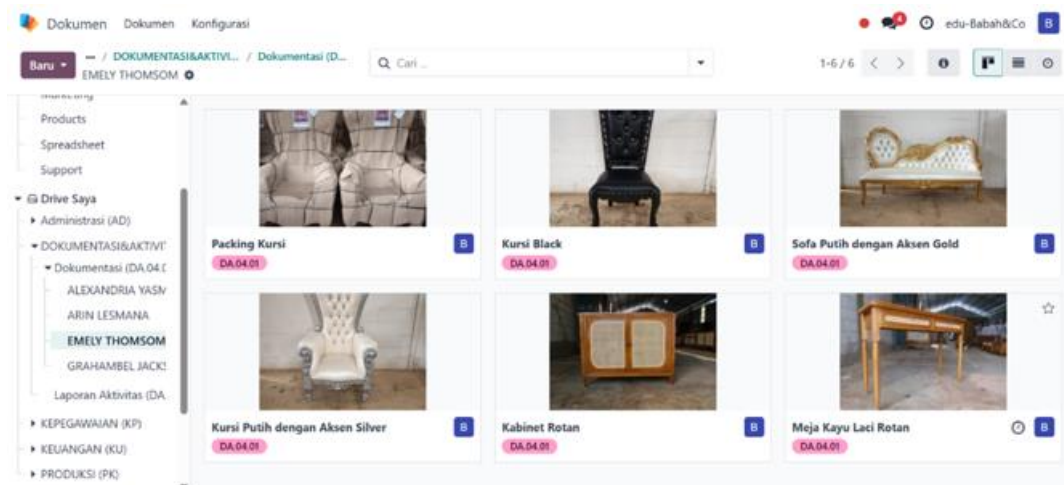 Dokumen Dokumen Konfigurasi
4 edu-Babah&Co B
Baru
... / DOKUMENTASI&AKTIVI... / Dokumentasi (D...
EMELY THOMSOM
Cari ...
1-6 / 6
Marketing
Products
Spreadsheet
Support
Drive Saya
Administrasi (AD)
DOKUMENTASI&AKTIVI
Dokumentasi (DA.04.
ALEXANDRIA YASM
ARIN LESMANA
EMELY THOMSOM
GRAHAMBEL JACK
Laporan Aktivitas (DA
KEPEGAWAIAN (KP)
KEUANGAN (KU)
PRODUKSI (PK)
Packing Kursi B
DA.04.01
Kursi Black B
DA.04.01
Sofa Putih dengan Aksen Gold B
DA.04.01
Kursi Putih dengan Aksen Silver B
DA.04.01
Kabinet Rotan B
DA.04.01
Meja Kayu Laci Rotan B
DA.04.01